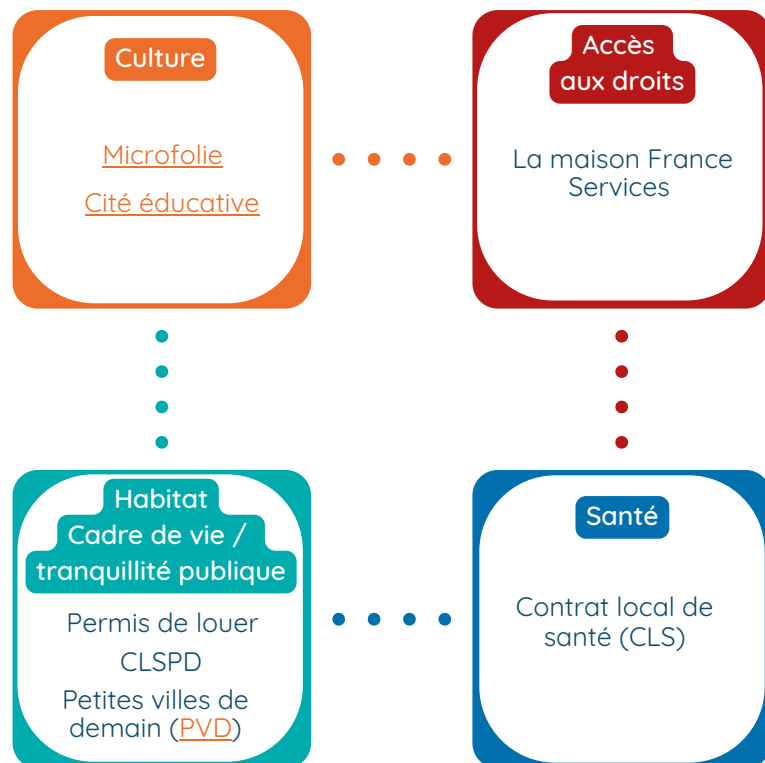 Culture
Microfolie
Cité éducative
Accès
aux droits
La maison France
Services
Habitat
Cadre de vie /
tranquillité publique
Permis de louer
CLSPD
Petites villes de
demain (PVD)
Santé
Contrat local de
santé (CLS)